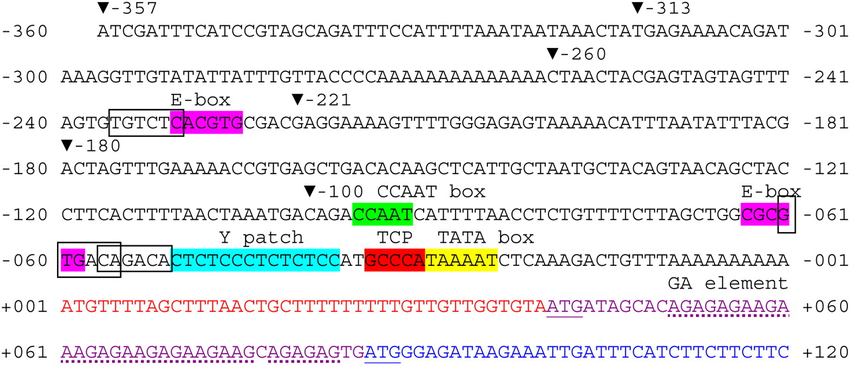 ▼-357 ▼-313
-360 ATCGATTTCATCCGTAGCAGATTTCCATTTTAAATAATAAACTATGAGAAAACAGAT -301
▼-260
-300 AAAGGTTGTATATTATTTGTTACCCCAAAAAAAAAAAAAACTAACTACGAGTAGTAGTTT -241
E-box ▼-221
-240 AGTGTGTCTCACGTGCGACGAGGAAAAGTTTTGGGAGAGTAAAAACATTTAATATTTACG -181
▼-180
-180 ACTAGTTTGAAAAACCGTGAGCTGACACAAGCTCATTGCTAATGCTACAGTAACAGCTAC -121
▼-100 CCAAT box E-box
-120 CTTCACTTTTAACTAAATGACAGACCAATCATTTTAACCTCTGTTTTCTTAGCTGGCGCG -061
Y patch TCP TATA box
-060 TGACAGACACTCTCCCTCTCTCCATGCCCATAAAATCTCAAAGACTGTTTAAAAAAAAAA -001
GA element
+001 ATGTTTTAGCTTTAACTGCTTTTTTTTTGTTGTTGGTGTAATGATAGCACAGAGAGAAGA +060
+061 AAGAGAAGAGAAGAAGCAGAGAGTGATGGGAGATAAGAAATTGATTTCATCTTCTTCTTC +120